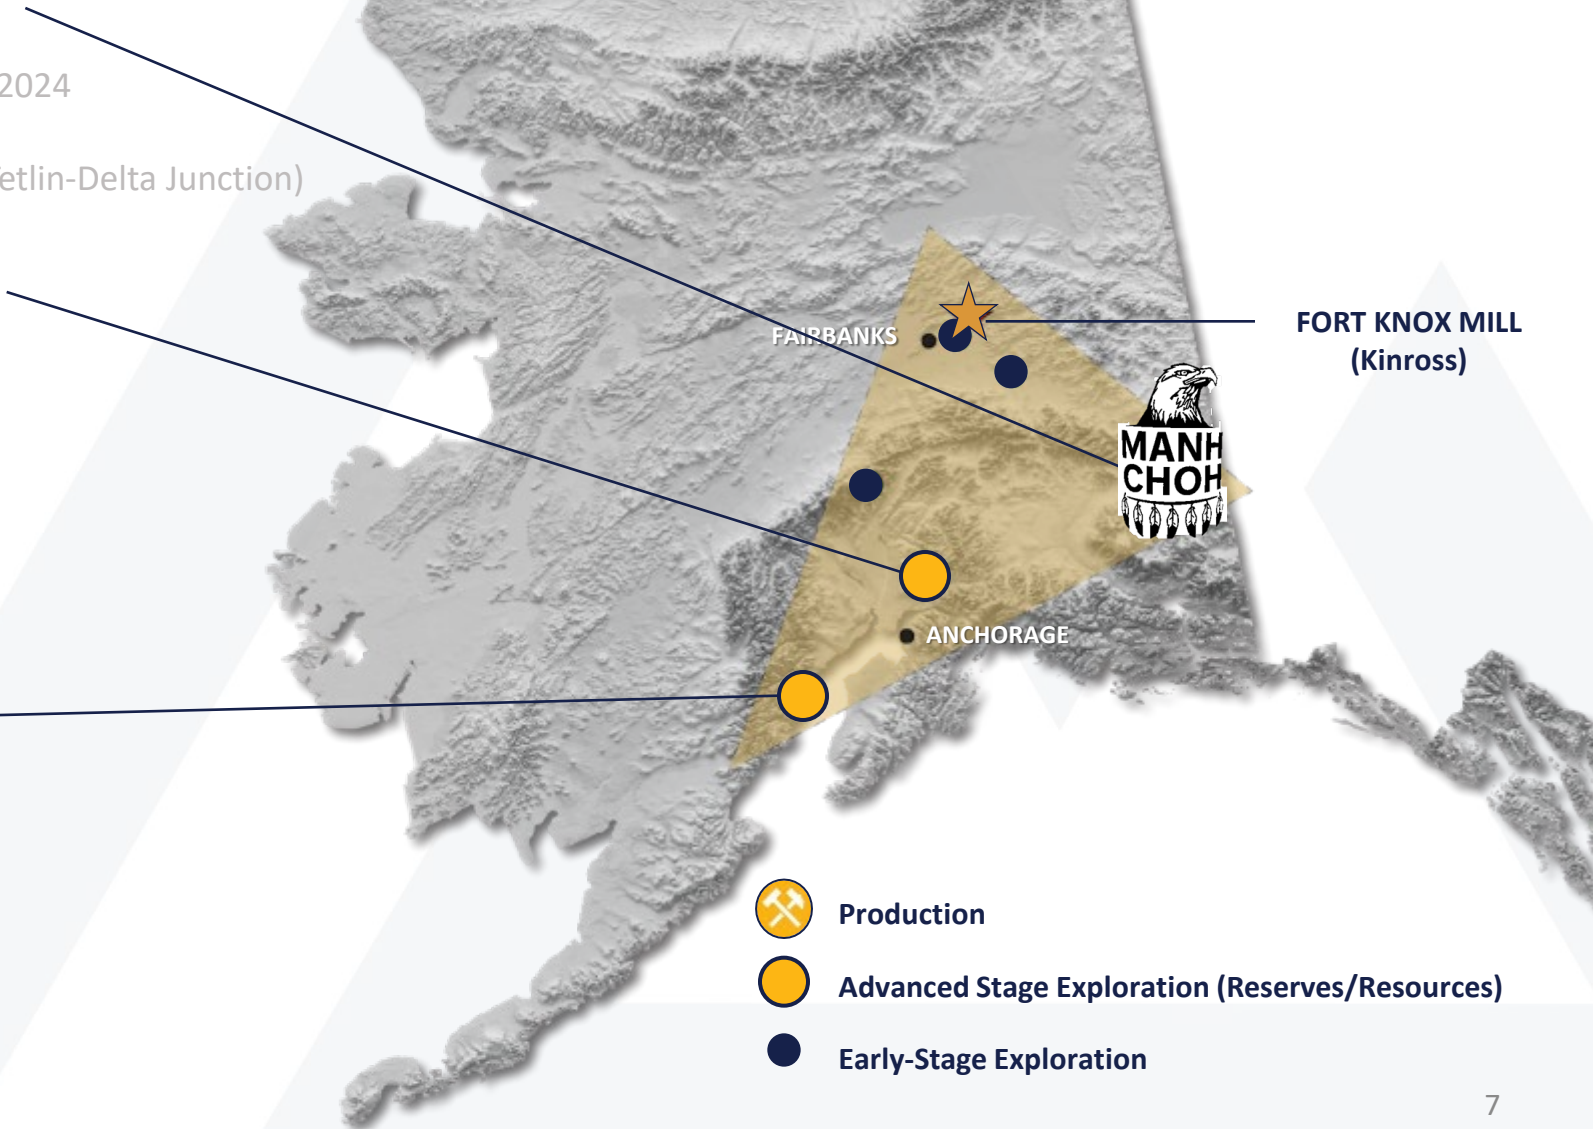 2024
etlin-Delta Junction)
FAIRBANKS
FORT KNOX MILL
(Kinross)
MANH
CHOH
ANCHORAGE
Production
Advanced Stage Exploration (Reserves/Resources)
Early-Stage Exploration
7